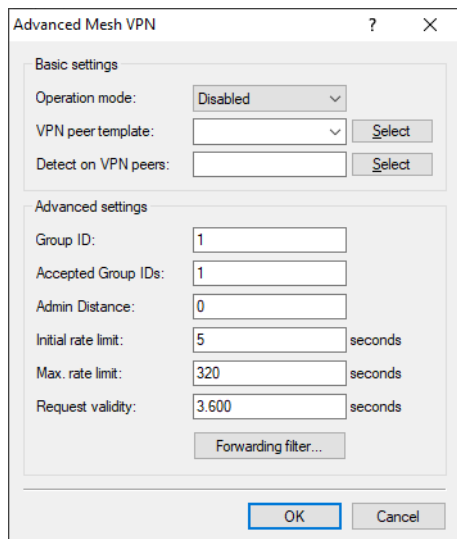 Advanced Mesh VPN ?
Basic settings
Operation mode: Disabled
VPN peer template: Select
Detect on VPN peers: Select
Advanced settings
Group ID: 1
Accepted Group IDs: 1
Admin Distance: 0
Initial rate limit: 5 seconds
Max. rate limit: 320 seconds
Request validity: 3.600 seconds
Forwarding filter...
OK Cancel